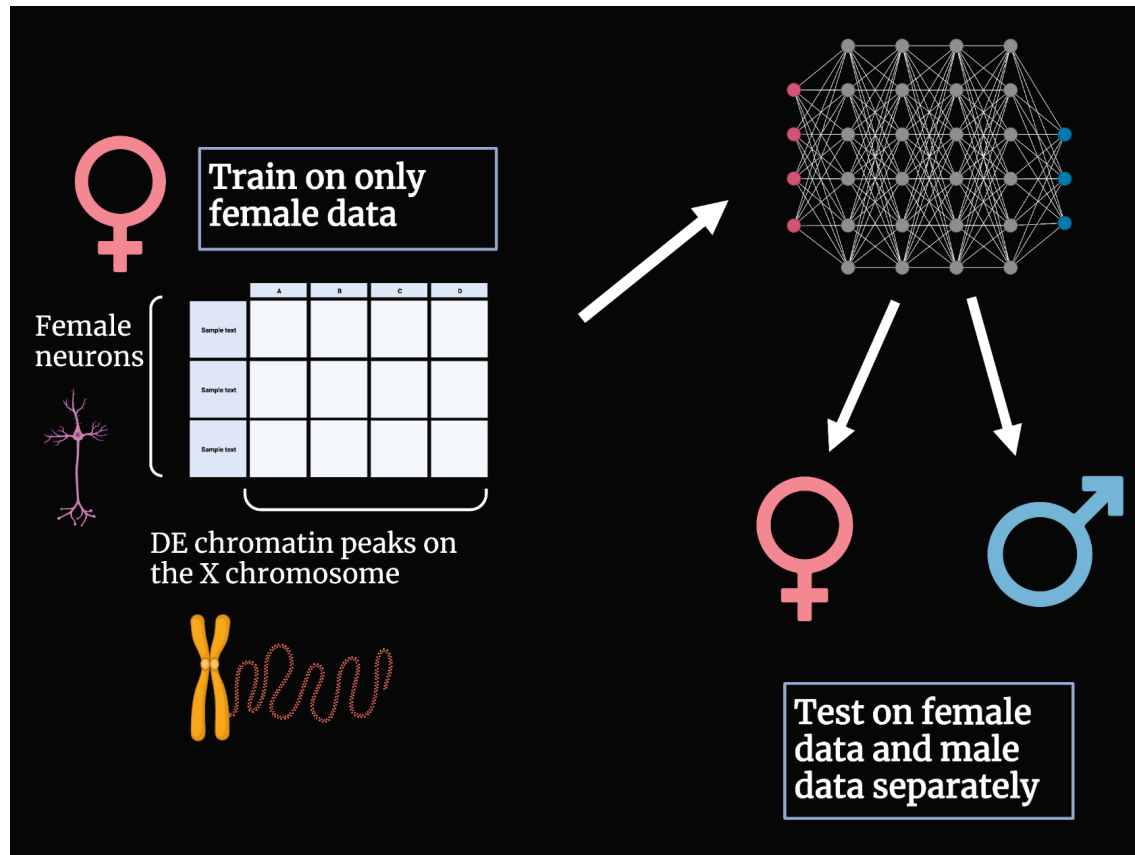 Train on only
female data
A B C D
Female
neurons
Sample text
Sample text
Sample text
DE chromatin peaks on
the X chromosome
Test on female
data and male
data separately